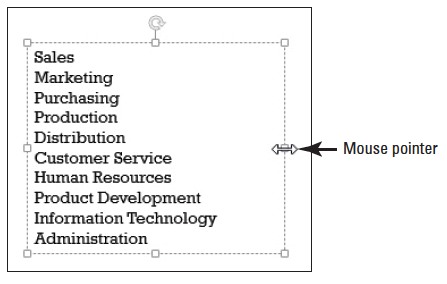 Sales
Marketing
Purchasing
Production
Distribution
Customer Service
Human Resources
Product Development
Information Technology
Administration
Mouse pointer